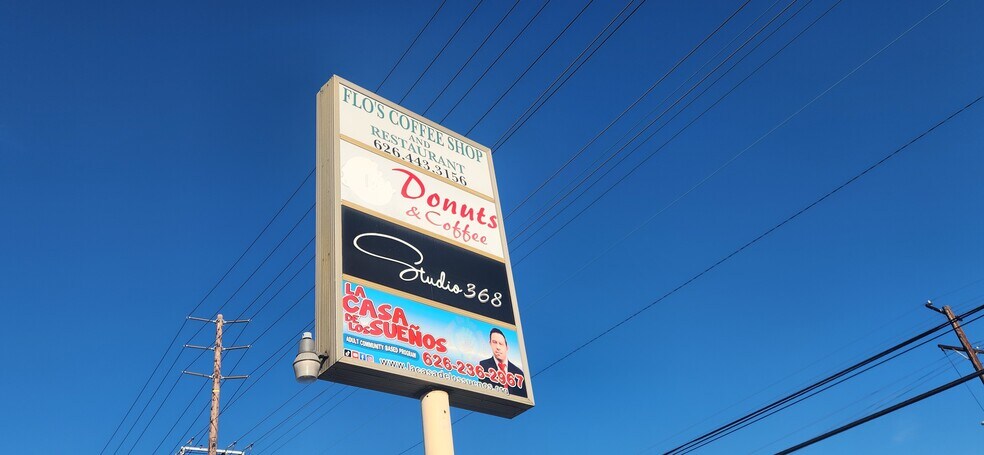 FLO'S COFFEE SHOP
AND
RESTAURANT
626.443.3156
Donuts
& Coffee
Studio 368
LA
CASA
DE LOS SUEÑOS
ADULT COMMUNITY BASED PROGRAM
626-236-2967
www.lacasadelossuenos.org